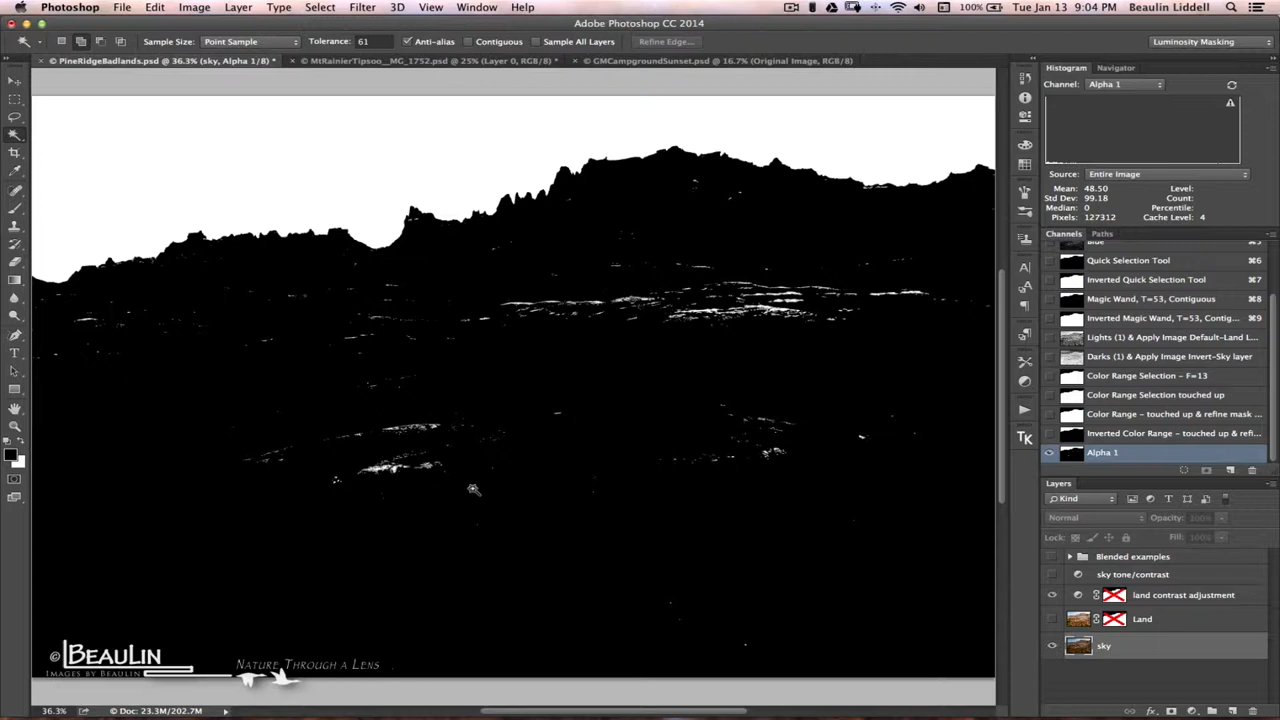 Photoshop File Edit Image Layer Type Select Filter 3D View Window Help 100% Tue Jan 13 9:04 PM Beaulin Liddell
Adobe Photoshop CC 2014
Sample Size: Point Sample Tolerance: 61 Anti-alias Contiguous Sample All Layers Refine Edge... Luminosity Masking
PineRidgeBadlands.psd @ 36.3% (sky, Alpha 1/8) * MtRainierTipsoo__MG_1752.psd @ 25% (Layer 0, RGB/8) * GMCampgroundSunset.psd @ 16.7% (Original Image, RGB/8)
Histogram Navigator
Channel: Alpha 1
Source: Entire Image
Mean: 48.50 Level:
Std Dev: 99.18 Count:
Median: 0 Percentile:
Pixels: 127312 Cache Level: 4
Channels Paths
Blue ⌘5
Quick Selection Tool ⌘6
Inverted Quick Selection Tool ⌘7
Magic Wand, T=53, Contiguous ⌘8
Inverted Magic Wand, T=53, Contig... ⌘9
Lights (1) & Apply Image Default-Land L...
Darks (1) & Apply Image Invert-Sky layer
Color Range Selection - F=13
Color Range Selection touched up
Color Range - touched up & refine mask ...
Inverted Color Range - touched up & refi...
Alpha 1
TK
Layers
Kind
Normal Opacity: 100%
Lock: Fill: 100%
Blended examples
sky tone/contrast
land contrast adjustment
Land
sky
© BEAULIN
IMAGES BY BEAULIN
NATURE THROUGH A LENS
36.3% Doc: 23.3M/202.7M